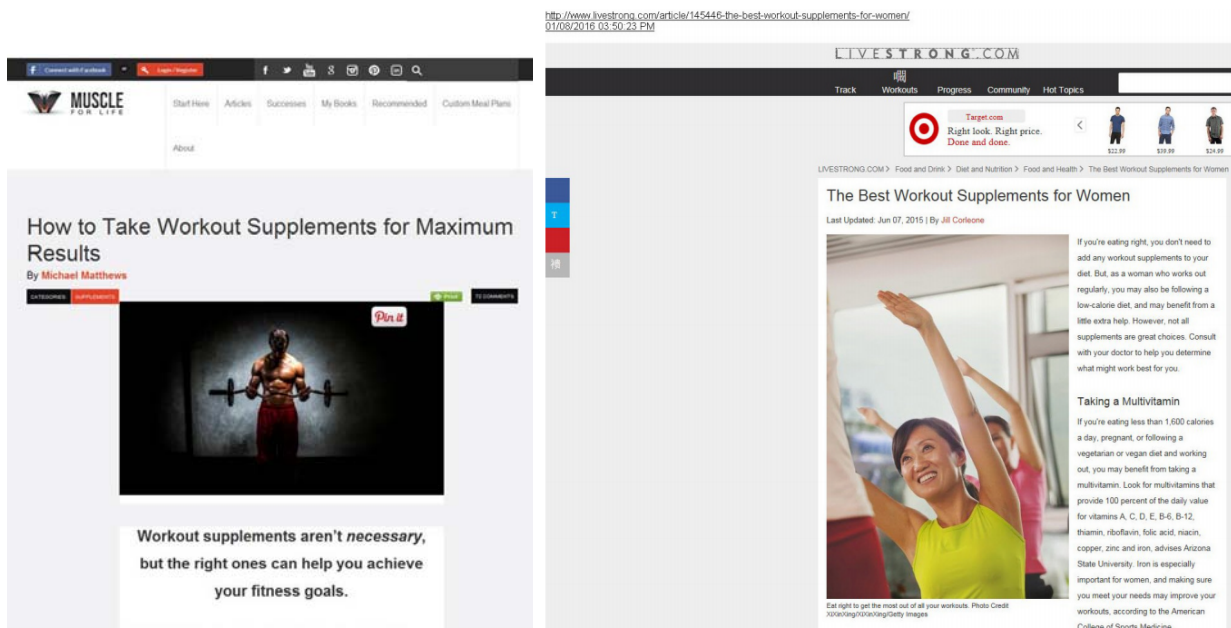 http://www.livestrong.com/article/145446-the-best-workout-supplements-for-women/
01/08/2016 03:50:23 PM
Connect with Facebook
Login / Register
MUSCLE
FOR LIFE
Start Here
Articles
Successes
My Books
Recommended
Custom Meal Plans
About
How to Take Workout Supplements for Maximum
Results
By Michael Matthews
CATEGORIES
SUPPLEMENTS
Print
72 COMMENTS
Pin it
Workout supplements aren't necessary,
but the right ones can help you achieve
your fitness goals.
LIVESTRONG.COM
Track
Workouts
Progress
Community
Hot Topics
Target.com
Right look. Right price.
Done and done.
$22.99
$39.99
$24.99
LIVESTRONG.COM > Food and Drink > Diet and Nutrition > Food and Health > The Best Workout Supplements for Women
The Best Workout Supplements for Women
Last Updated: Jun 07, 2015 | By Jill Corleone
If you're eating right, you don't need to
add any workout supplements to your
diet. But, as a woman who works out
regularly, you may also be following a
low-calorie diet, and may benefit from a
little extra help. However, not all
supplements are great choices. Consult
with your doctor to help you determine
what might work best for you.
Taking a Multivitamin
If you're eating less than 1,600 calories
a day, pregnant, or following a
vegetarian or vegan diet and working
out, you may benefit from taking a
multivitamin. Look for multivitamins that
provide 100 percent of the daily value
for vitamins A, C, D, E, B-6, B-12,
thiamin, riboflavin, folic acid, niacin,
copper, zinc and iron, advises Arizona
State University. Iron is especially
important for women, and making sure
you meet your needs may improve your
workouts, according to the American
College of Sports Medicine.
Eat right to get the most out of all your workouts. Photo Credit
XiXinXing/XiXinXing/Getty Images